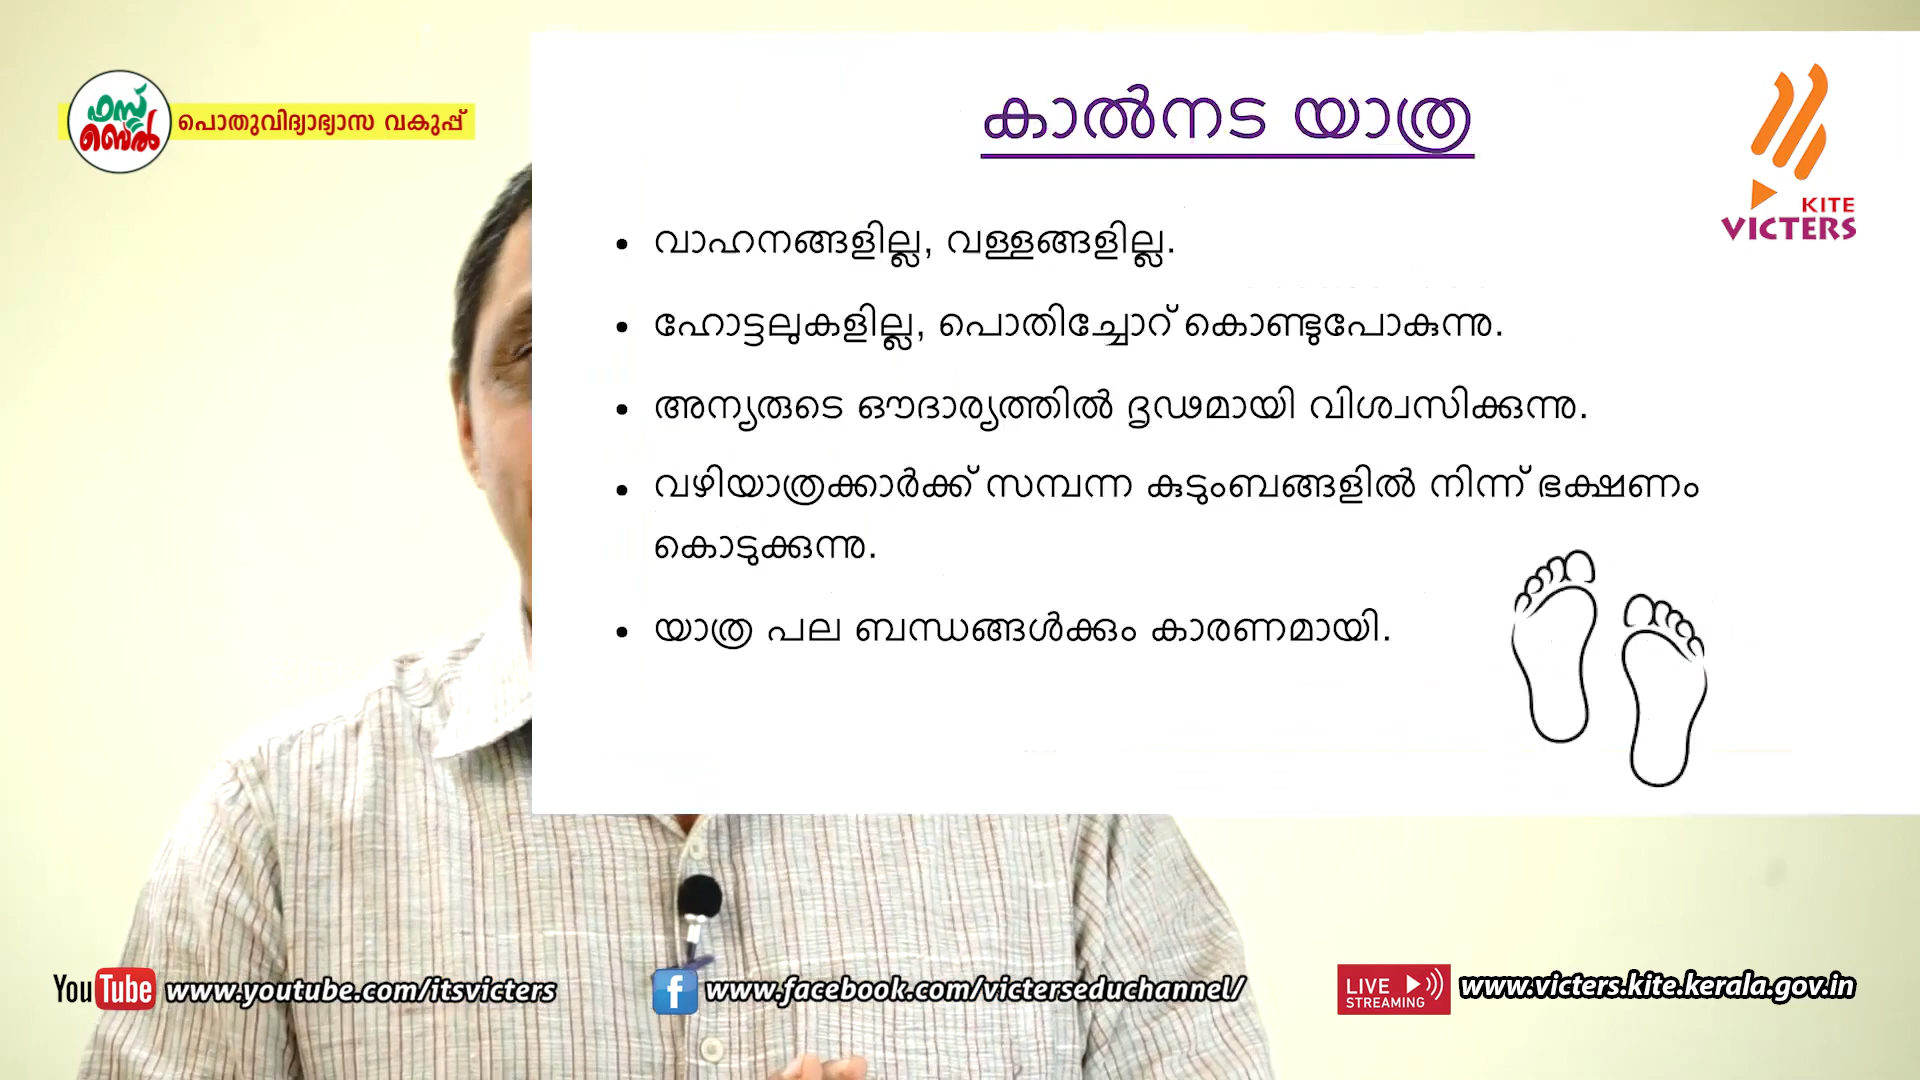 ഫസ്റ്റ്
ബെൽ
പൊതുവിദ്യാഭ്യാസ വകുപ്പ്
കാൽനട യാത്ര
KITE
VICTERS
• വാഹനങ്ങളില്ല, വള്ളങ്ങളില്ല.
• ഹോട്ടലുകളില്ല, പൊതിച്ചോറ് കൊണ്ടുപോകുന്നു.
• അന്യരുടെ ഔദാര്യത്തിൽ ദൃഢമായി വിശ്വസിക്കുന്നു.
• വഴിയാത്രക്കാർക്ക് സമ്പന്ന കുടുംബങ്ങളിൽ നിന്ന് ഭക്ഷണം
കൊടുക്കുന്നു.
• യാത്ര പല ബന്ധങ്ങൾക്കും കാരണമായി.
YouTube www.youtube.com/itsvicters
f www.facebook.com/victerseduchannel/
LIVE
STREAMING
www.victers.kite.kerala.gov.in